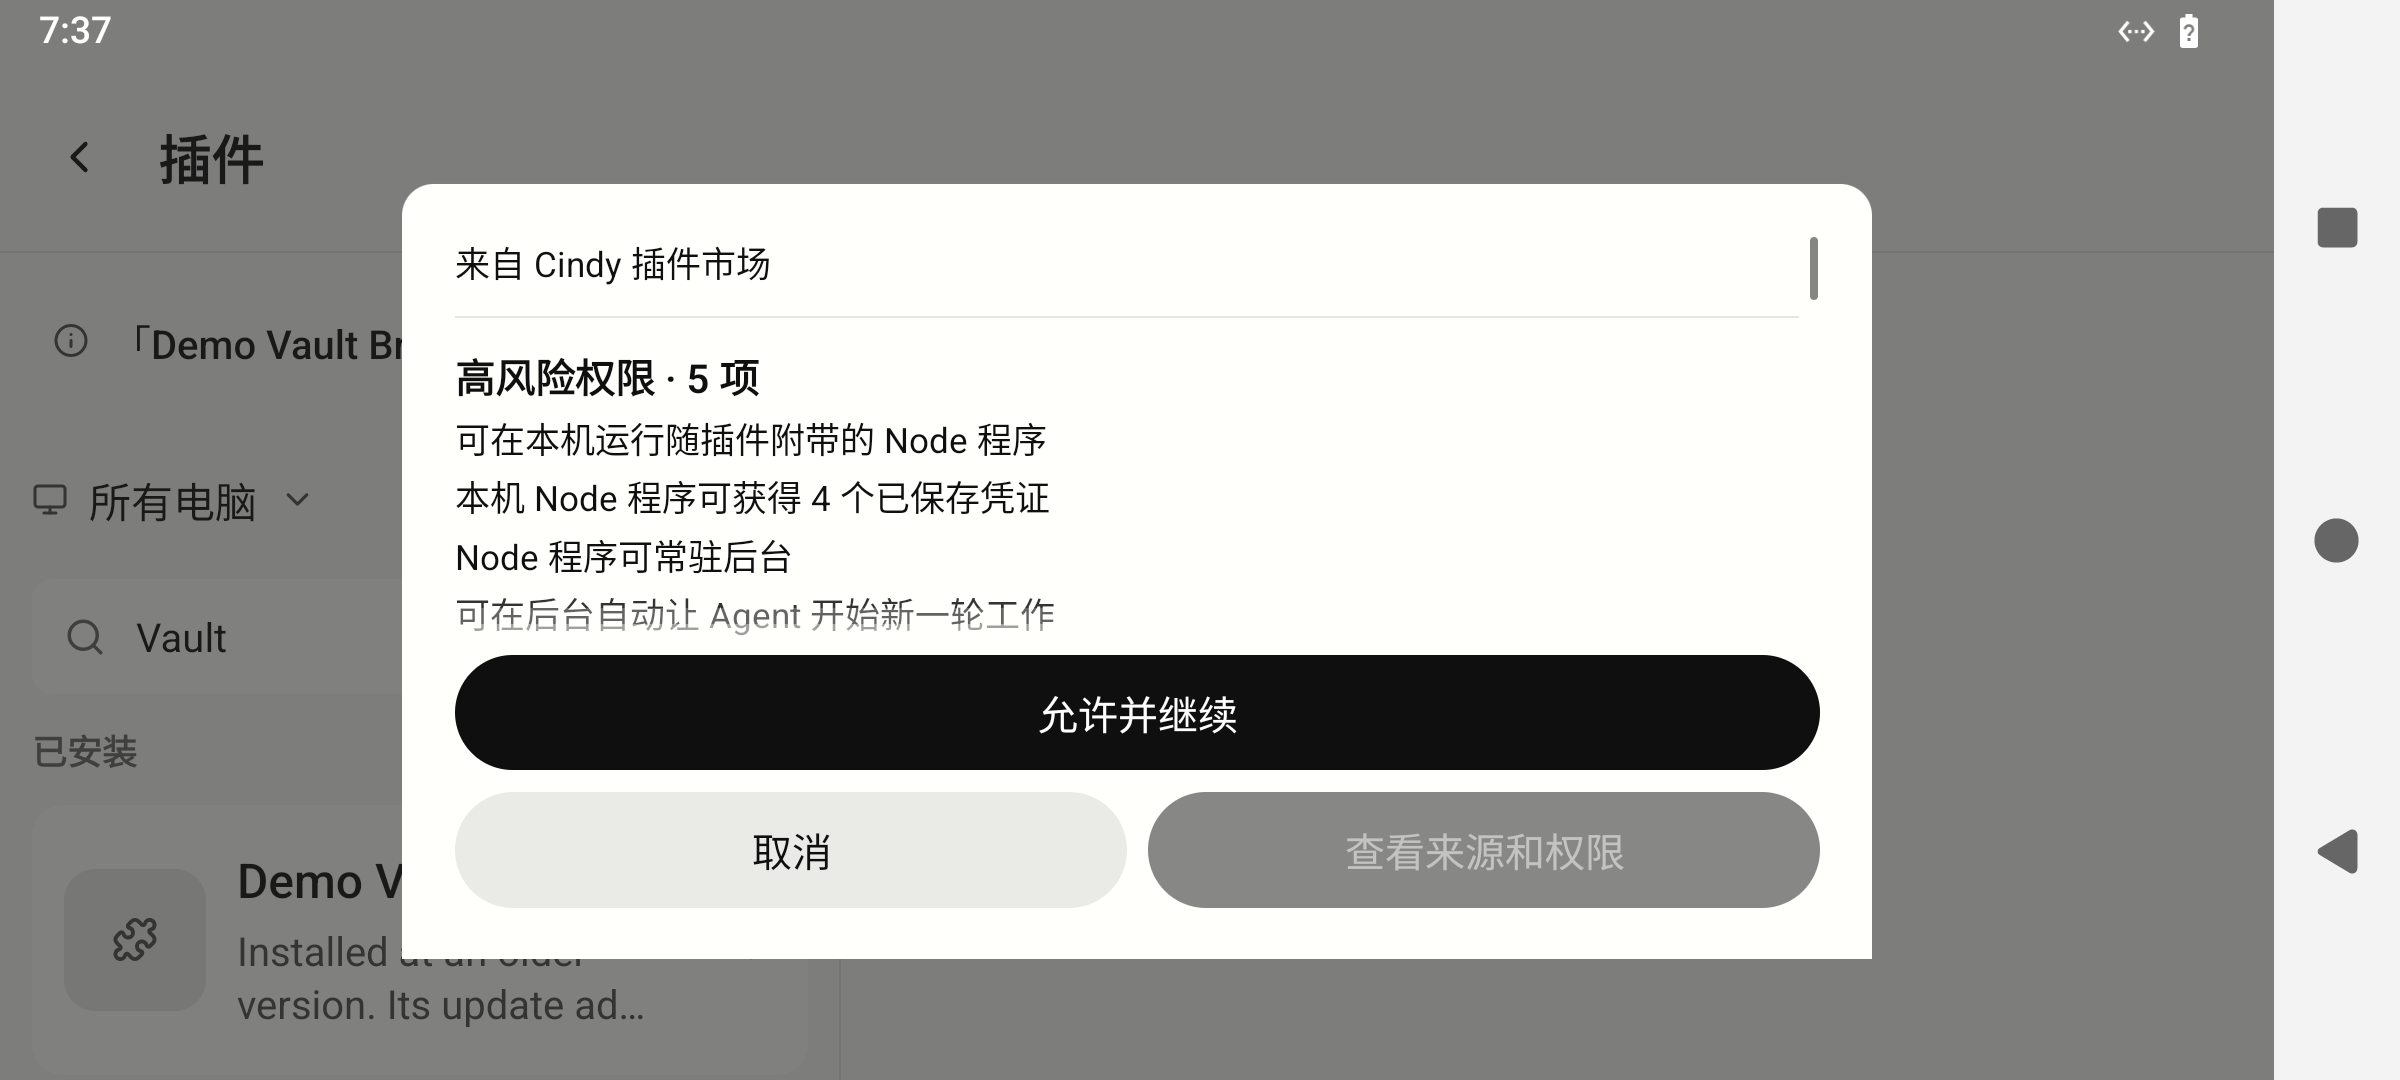 7:37
插件
「Demo Vault Br
所有电脑
Vault
已安装
Demo V
Installed at an older
version. Its update ad…
来自 Cindy 插件市场
高风险权限 · 5 项
可在本机运行随插件附带的 Node 程序
本机 Node 程序可获得 4 个已保存凭证
Node 程序可常驻后台
可在后台自动让 Agent 开始新一轮工作
允许并继续
取消
查看来源和权限